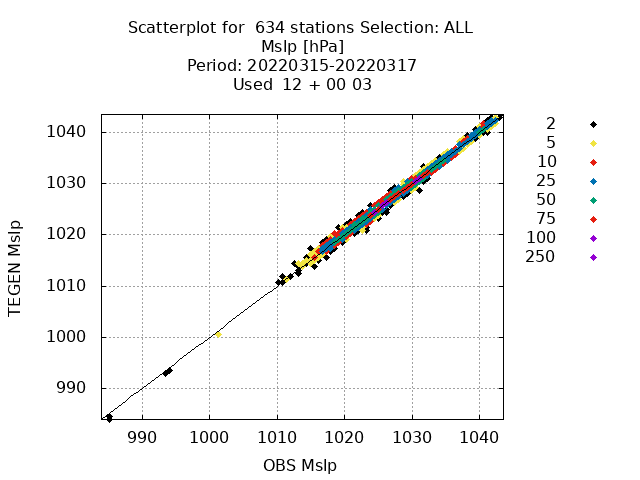 Scatterplot for  634 stations Selection: ALL
Mslp [hPa]
Period: 20220315-20220317
Used  12 + 00 03
TEGEN Mslp
1040
1030
1020
1010
1000
990
990 1000 1010 1020 1030 1040
OBS Mslp
2
5
10
25
50
75
100
250